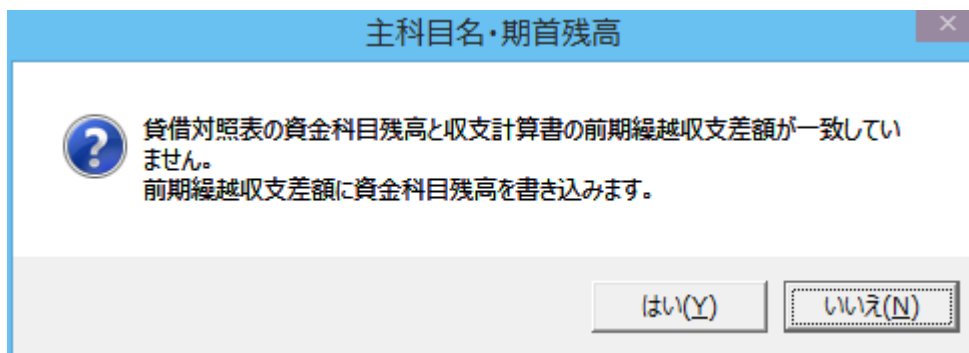 主科目名・期首残高
貸借対照表の資金科目残高と収支計算書の前期繰越収支差額が一致してい
ません。
前期繰越収支差額に資金科目残高を書き込みます。
はい(Y)
いいえ(N)